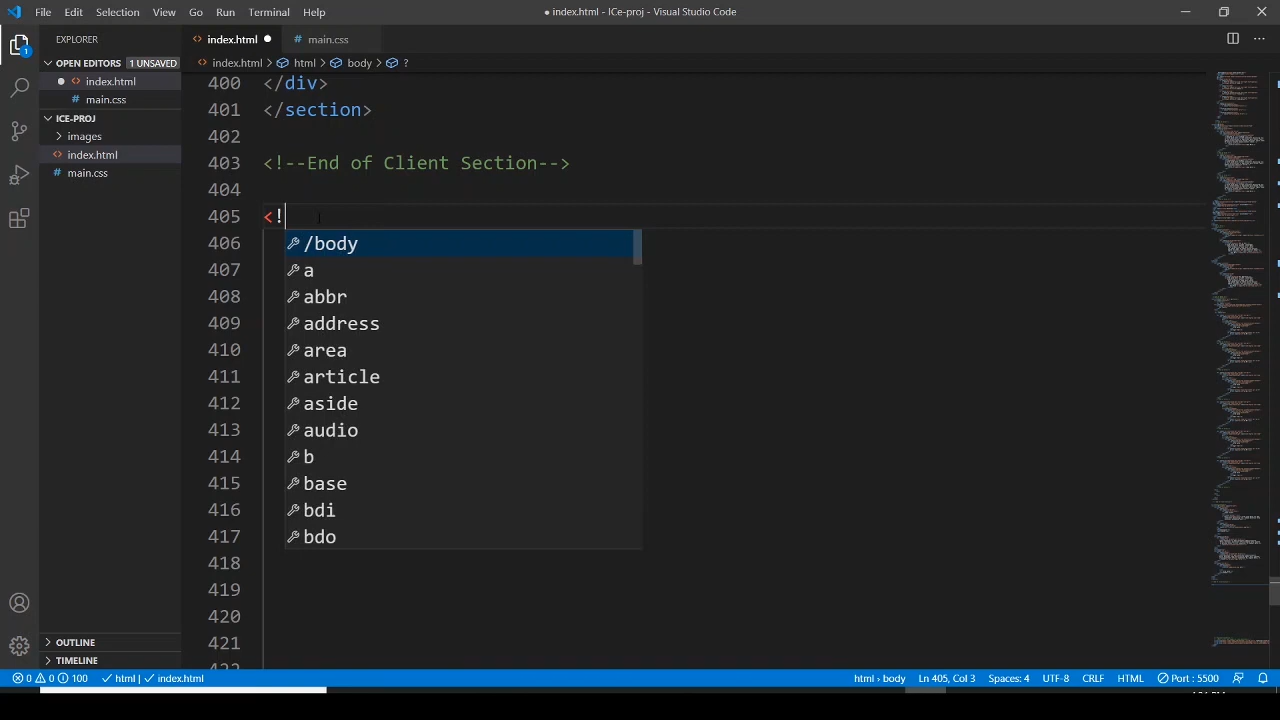 File Edit Selection View Go Run Terminal Help
● index.html - ICe-proj - Visual Studio Code
EXPLORER
index.html
main.css
OPEN EDITORS 1 UNSAVED
index.html > html > body > ?
index.html
main.css
ICE-PROJ
images
index.html
main.css
1
400 </div>
401 </section>
402
403 <!--End of Client Section-->
404
405 <!
406 /body
407 a
408 abbr
409 address
410 area
411 article
412 aside
413 audio
414 b
415 base
416 bdi
417 bdo
418
419
420
421
OUTLINE
TIMELINE
0 0 100 html | index.html html > body Ln 405, Col 3 Spaces: 4 UTF-8 CRLF HTML Port : 5500